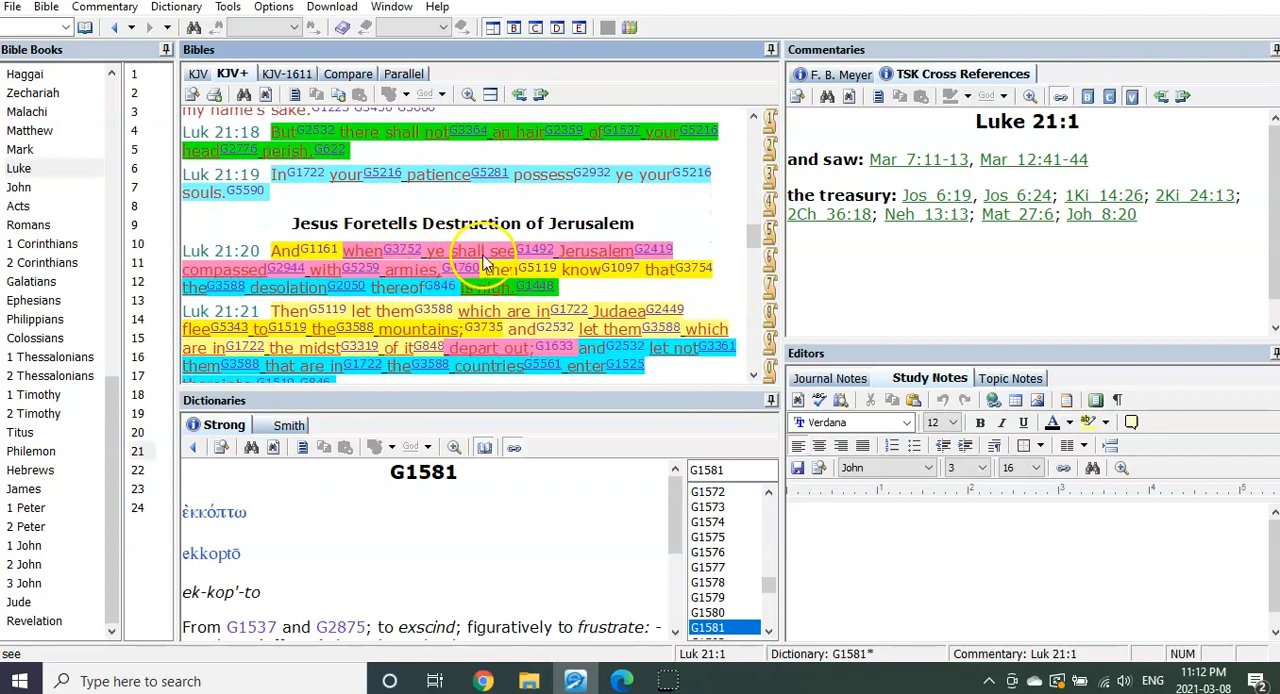 File Bible Commentary Dictionary Tools Options Download Window Help
Bible Books
Haggai
Zechariah
Malachi
Matthew
Mark
Luke
John
Acts
Romans
1 Corinthians
2 Corinthians
Galatians
Ephesians
Philippians
Colossians
1 Thessalonians
2 Thessalonians
1 Timothy
2 Timothy
Titus
Philemon
Hebrews
James
1 Peter
2 Peter
1 John
2 John
3 John
Jude
Revelation
1
2
3
4
5
6
7
8
9
10
11
12
13
14
15
16
17
18
19
20
21
22
23
24
Bibles
KJV KJV+ KJV-1611 Compare Parallel
my name's sake.
Luk 21:18 But G2532 there shall not G3364 an hair G2359 of G1537 your G5216
head G2776 perish. G622
Luk 21:19 In G1722 your G5216 patience G5281 possess G2932 ye your G5216
souls. G5590
Jesus Foretells Destruction of Jerusalem
Luk 21:20 And G1161 when G3752 ye shall see G1492 Jerusalem G2419
compassed G2944 with G5259 armies, G4760 then G5119 know G1097 that G3754
the G3588 desolation G2050 thereof G846 is nigh. G1448
Luk 21:21 Then G5119 let them G3588 which are in G1722 Judaea G2449
flee G5343 to G1519 the G3588 mountains; G3735 and G2532 let them G3588 which
are in G1722 the midst G3319 of it G848 depart out; G1633 and G2532 let not G3361
them G3588 that are in G1722 the G3588 countries G5561 enter G1525
Dictionaries
Strong Smith
G1581
ἐκκόπτω
ekkoptō
ek-kop'-to
From G1537 and G2875; to exscind; figuratively to frustrate: -
G1581
G1572
G1573
G1574
G1575
G1576
G1577
G1578
G1579
G1580
G1581
Commentaries
F. B. Meyer TSK Cross References
Luke 21:1
and saw: Mar 7:11-13, Mar 12:41-44
the treasury: Jos 6:19, Jos 6:24; 1Ki 14:26; 2Ki 24:13;
2Ch 36:18; Neh 13:13; Mat 27:6; Joh 8:20
Editors
Journal Notes Study Notes Topic Notes
Verdana 12 B I U A
John 3 16
1 2 3 4 5
see Luk 21:1 Dictionary: G1581* Commentary: Luk 21:1 NUM
Type here to search
ENG
11:12 PM
2021-03-08
2